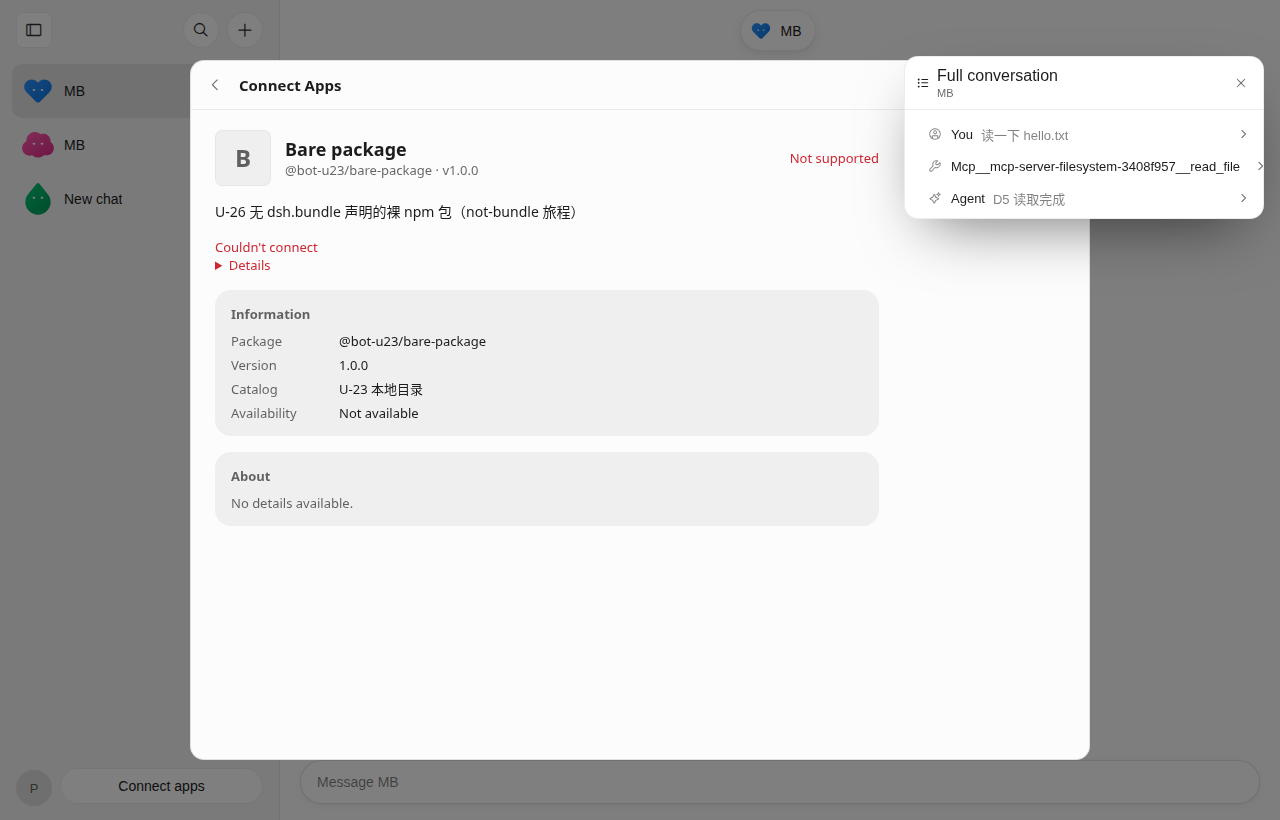 MB
MB
MB
New chat
P
Connect apps
Message MB
Connect Apps
B
Bare package
@bot-u23/bare-package · v1.0.0
Not supported
U-26 无 dsh.bundle 声明的裸 npm 包（not-bundle 旅程）
Couldn't connect
Details
Information
Package @bot-u23/bare-package
Version 1.0.0
Catalog U-23 本地目录
Availability Not available
About
No details available.
Full conversation
MB
You 读一下 hello.txt
Mcp__mcp-server-filesystem-3408f957__read_file
Agent D5 读取完成